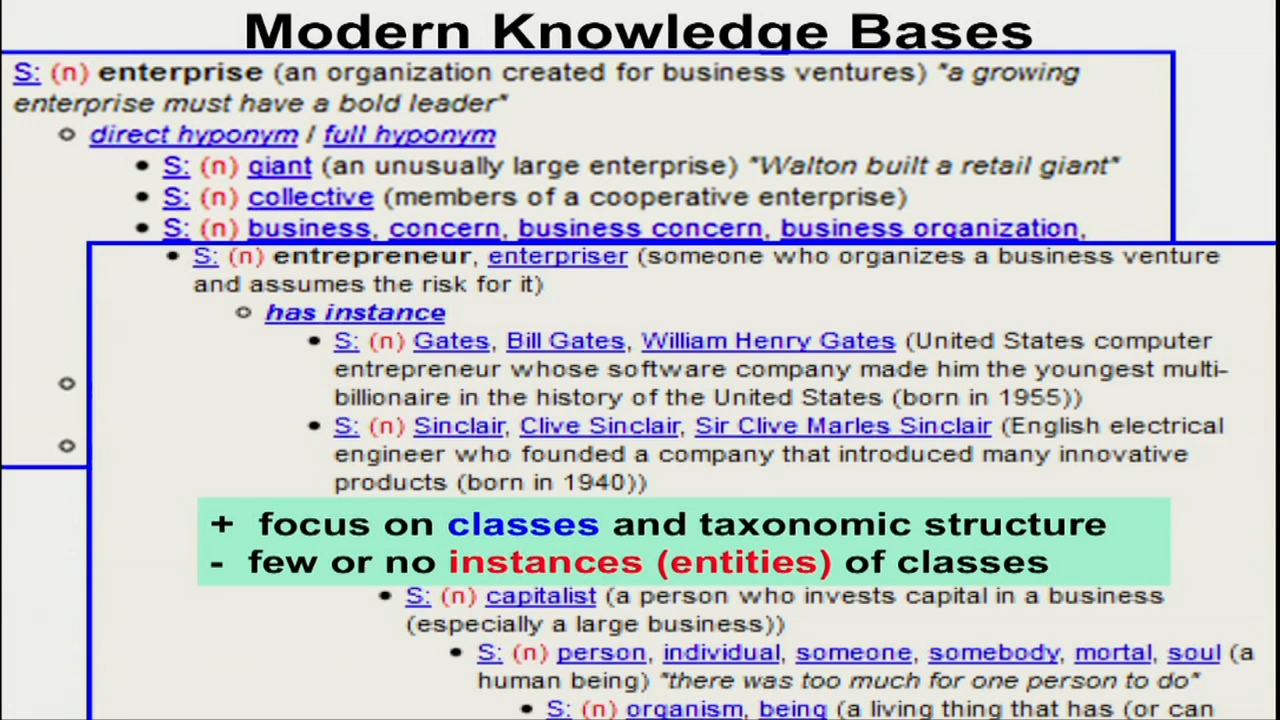 Modern Knowledge Bases
S: (n) enterprise (an organization created for business ventures) "a growing
enterprise must have a bold leader"
direct hyponym / full hyponym
S: (n) giant (an unusually large enterprise) "Walton built a retail giant"
S: (n) collective (members of a cooperative enterprise)
S: (n) business, concern, business concern, business organization,
S: (n) entrepreneur, enterpriser (someone who organizes a business venture
and assumes the risk for it)
has instance
S: (n) Gates, Bill Gates, William Henry Gates (United States computer
entrepreneur whose software company made him the youngest multi-
billionaire in the history of the United States (born in 1955))
S: (n) Sinclair, Clive Sinclair, Sir Clive Marles Sinclair (English electrical
engineer who founded a company that introduced many innovative
products (born in 1940))
+ focus on classes and taxonomic structure
- few or no instances (entities) of classes
S: (n) capitalist (a person who invests capital in a business
(especially a large business))
S: (n) person, individual, someone, somebody, mortal, soul (a
human being) "there was too much for one person to do"
S: (n) organism, being (a living thing that has (or can